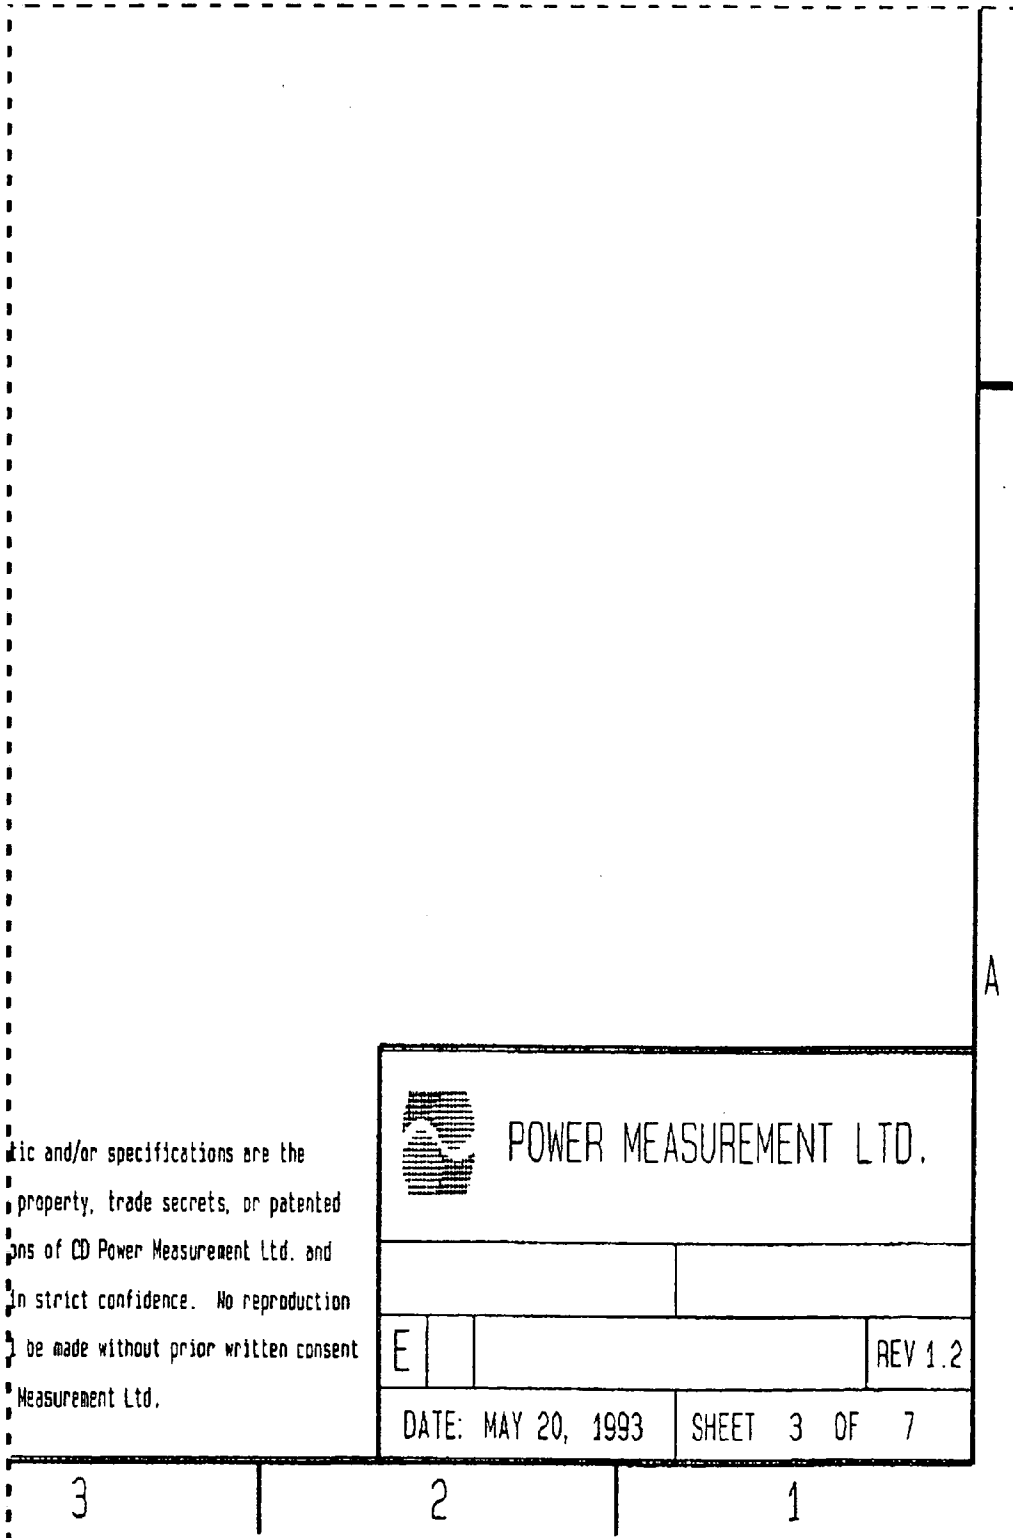 A
tic and/or specifications are the
property, trade secrets, or patented
ons of CD Power Measurement Ltd. and
in strict confidence. No reproduction
be made without prior written consent
Measurement Ltd.
POWER MEASUREMENT LTD.
E
REV 1.2
DATE: MAY 20, 1993
SHEET 3 OF 7
3 2 1